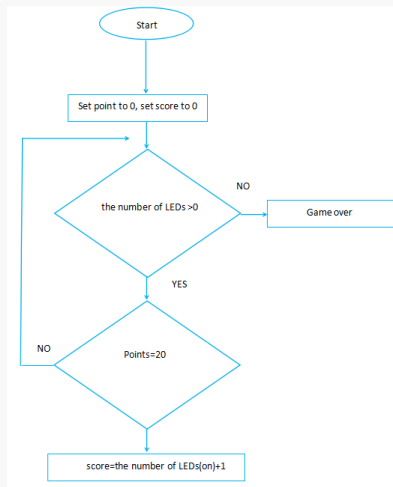 Start
Set point to 0, set score to 0
NO
the number of LEDs >0
Game over
YES
NO
Points=20
score=the number of LEDs(on)+1